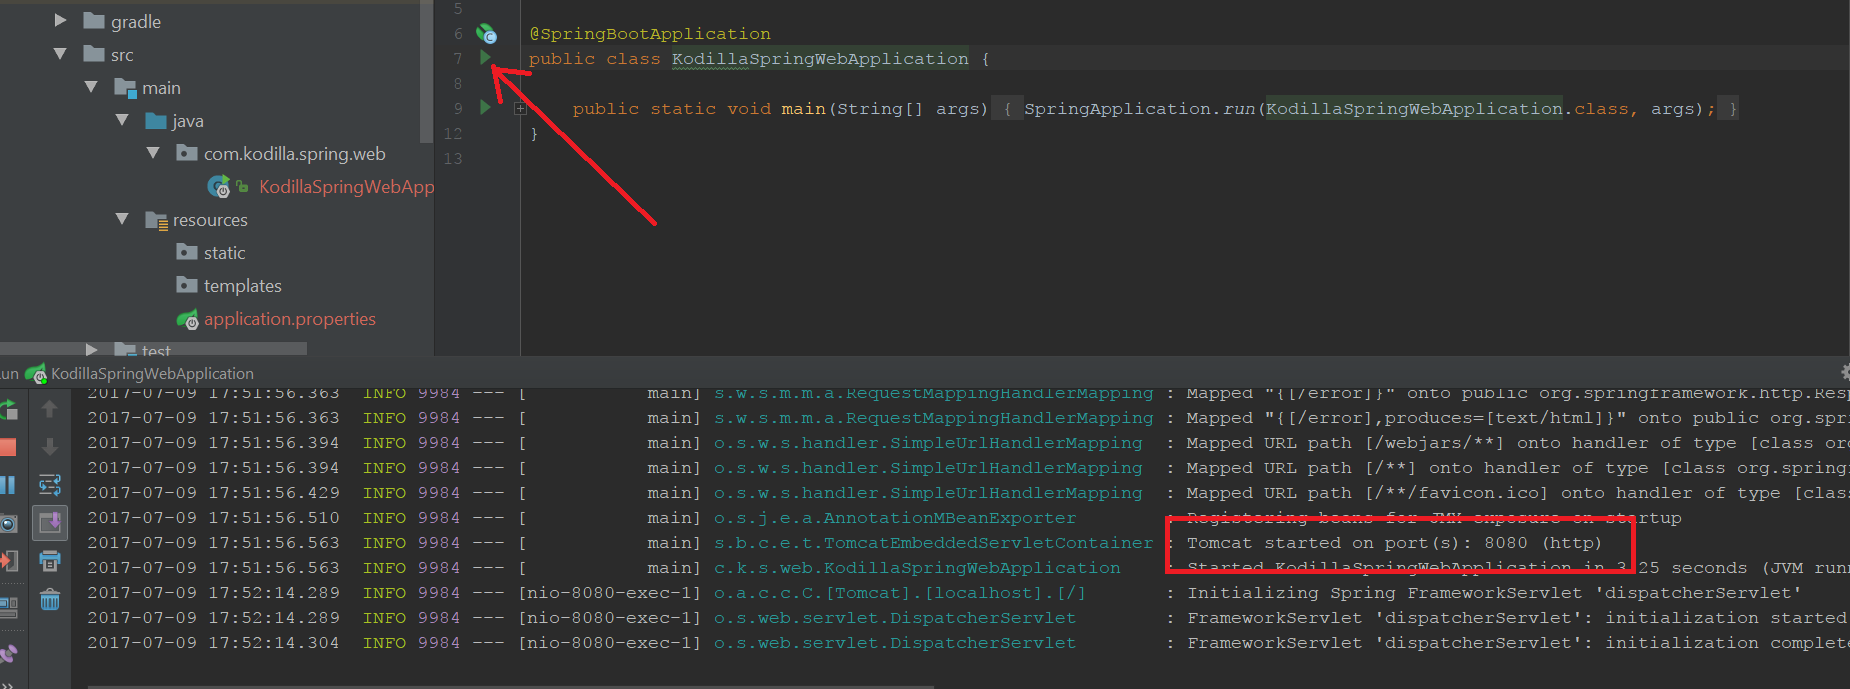 gradle
src
main
java
com.kodilla.spring.web
KodillaSpringWebApp
resources
static
templates
application.properties
test
5
6 @SpringBootApplication
7 public class KodillaSpringWebApplication {
8
9 public static void main(String[] args) { SpringApplication.run(KodillaSpringWebApplication.class, args); }
12 }
13
un KodillaSpringWebApplication
2017-07-09 17:51:56.363 INFO 9984 --- [ main] s.w.s.m.m.a.RequestMappingHandlerMapping : Mapped "{[/error]}" onto public org.springframework.http.Resp
2017-07-09 17:51:56.363 INFO 9984 --- [ main] s.w.s.m.m.a.RequestMappingHandlerMapping : Mapped "{[/error],produces=[text/html]}" onto public org.spri
2017-07-09 17:51:56.394 INFO 9984 --- [ main] o.s.w.s.handler.SimpleUrlHandlerMapping : Mapped URL path [/webjars/**] onto handler of type [class org
2017-07-09 17:51:56.394 INFO 9984 --- [ main] o.s.w.s.handler.SimpleUrlHandlerMapping : Mapped URL path [/**] onto handler of type [class org.spring
2017-07-09 17:51:56.429 INFO 9984 --- [ main] o.s.w.s.handler.SimpleUrlHandlerMapping : Mapped URL path [/**/favicon.ico] onto handler of type [clas
2017-07-09 17:51:56.510 INFO 9984 --- [ main] o.s.j.e.a.AnnotationMBeanExporter : Registering beans for JMX exposure on startup
2017-07-09 17:51:56.563 INFO 9984 --- [ main] s.b.c.e.t.TomcatEmbeddedServletContainer : Tomcat started on port(s): 8080 (http)
2017-07-09 17:51:56.563 INFO 9984 --- [ main] c.k.s.web.KodillaSpringWebApplication : Started KodillaSpringWebApplication in 3.25 seconds (JVM runn
2017-07-09 17:52:14.289 INFO 9984 --- [nio-8080-exec-1] o.a.c.c.C.[Tomcat].[localhost].[/] : Initializing Spring FrameworkServlet 'dispatcherServlet'
2017-07-09 17:52:14.289 INFO 9984 --- [nio-8080-exec-1] o.s.web.servlet.DispatcherServlet : FrameworkServlet 'dispatcherServlet': initialization started
2017-07-09 17:52:14.304 INFO 9984 --- [nio-8080-exec-1] o.s.web.servlet.DispatcherServlet : FrameworkServlet 'dispatcherServlet': initialization complete